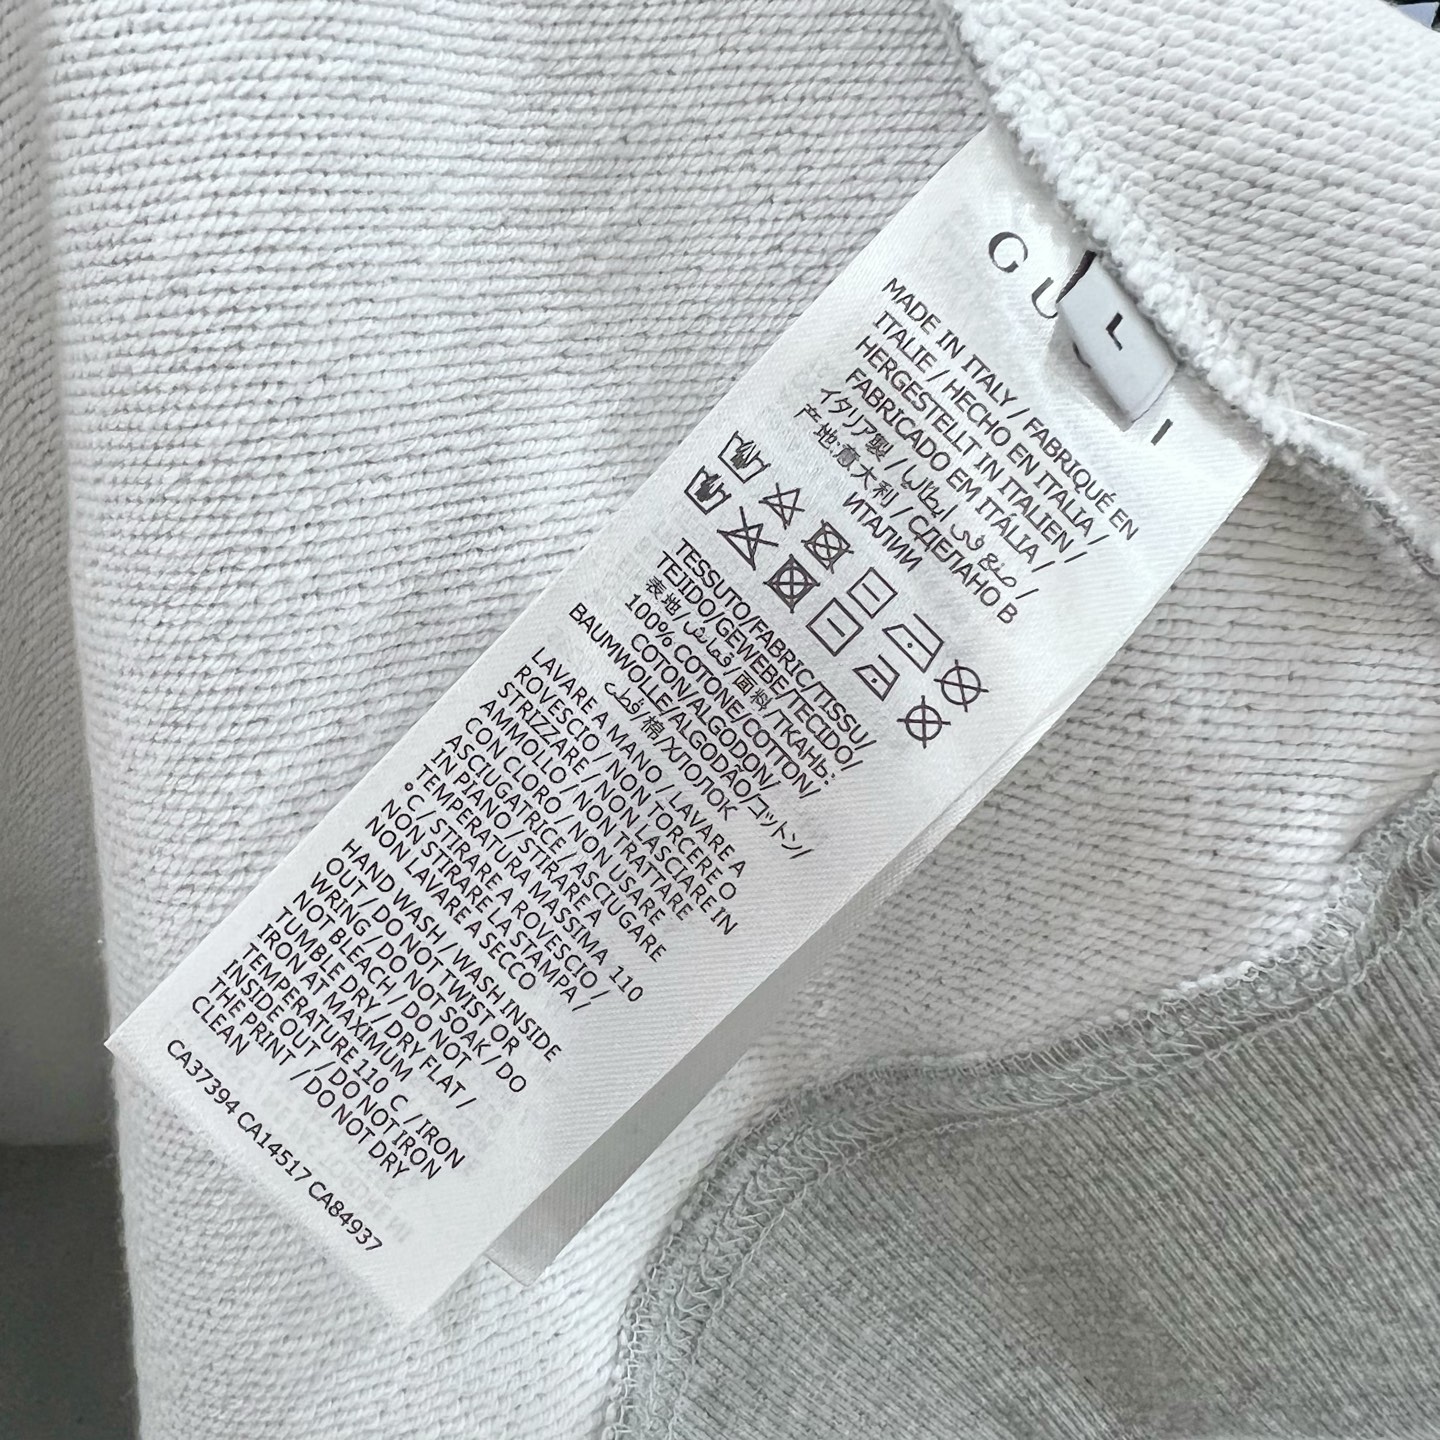 GU I
L
MADE IN ITALY / FABRIQUÉ EN
ITALIE / HECHO EN ITALIA /
HERGESTELLT IN ITALIEN /
FABRICADO EM ITÁLIA /
イタリア製 / صنع في ايطاليا /
产地:意大利 / СДЕЛАНО В
ИТАЛИИ
TESSUTO/FABRIC/TISSU/
TEJIDO/GEWEBE/TECIDO/
表地/قماش/面料/ТКАНЬ:
100% COTONE/COTTON/
COTON/ALGODON/
BAUMWOLLE/ALGODAO/コットン/
قطن/棉/ХЛОПОК
LAVARE A MANO / LAVARE A
ROVESCIO / NON TORCERE O
STRIZZARE / NON LASCIARE IN
AMMOLLO / NON TRATTARE
CON CLORO / NON USARE
ASCIUGATRICE / ASCIUGARE
IN PIANO / STIRARE A
TEMPERATURA MASSIMA 110
°C / STIRARE A ROVESCIO /
NON STIRARE LA STAMPA /
NON LAVARE A SECCO
HAND WASH / WASH INSIDE
OUT / DO NOT TWIST OR
WRING / DO NOT SOAK / DO
NOT BLEACH / DO NOT
TUMBLE DRY / DRY FLAT /
IRON AT MAXIMUM
TEMPERATURE 110 C / IRON
INSIDE OUT / DO NOT IRON
THE PRINT / DO NOT DRY
CLEAN
CA37394 CA14517 CA84937